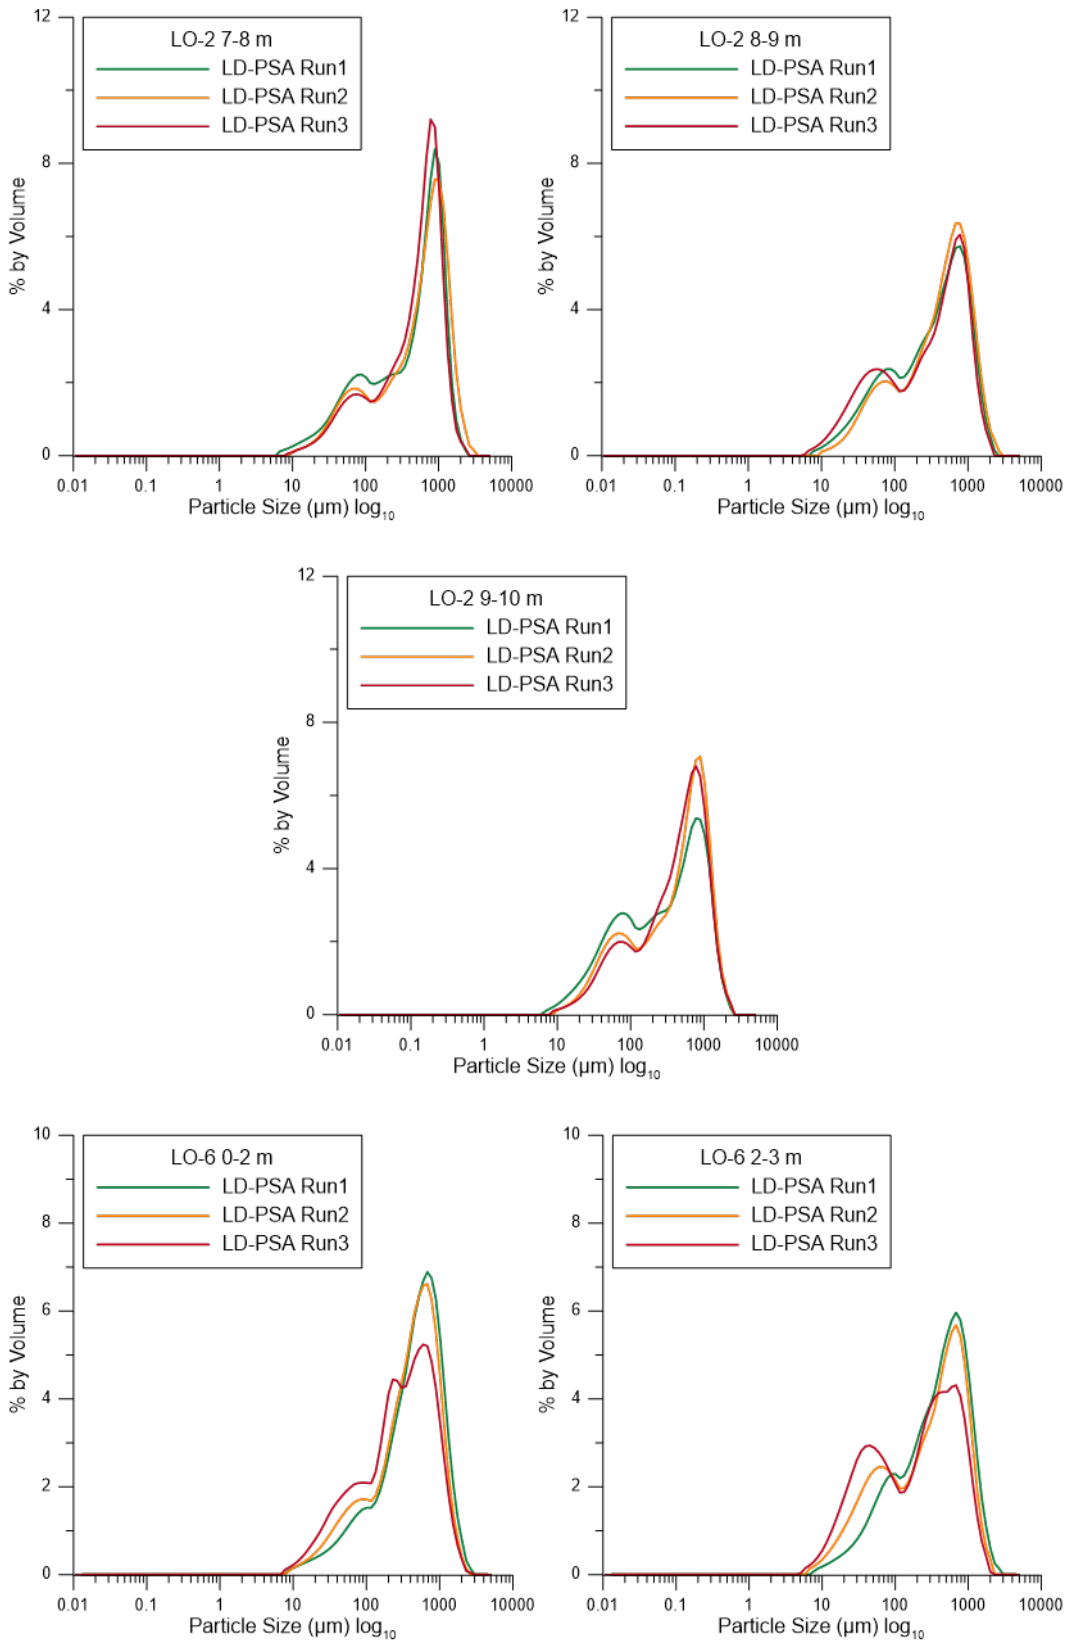 12
8
4
0
% by Volume
LO-2 7-8 m
LD-PSA Run1
LD-PSA Run2
LD-PSA Run3
0.01 0.1 1 10 100 1000 10000
Particle Size (µm) log₁₀
12
8
4
0
% by Volume
LO-2 8-9 m
LD-PSA Run1
LD-PSA Run2
LD-PSA Run3
0.01 0.1 1 10 100 1000 10000
Particle Size (µm) log₁₀
12
8
4
0
% by Volume
LO-2 9-10 m
LD-PSA Run1
LD-PSA Run2
LD-PSA Run3
0.01 0.1 1 10 100 1000 10000
Particle Size (µm) log₁₀
10
8
6
4
2
0
% by Volume
LO-6 0-2 m
LD-PSA Run1
LD-PSA Run2
LD-PSA Run3
0.01 0.1 1 10 100 1000 10000
Particle Size (µm) log₁₀
10
8
6
4
2
0
% by Volume
LO-6 2-3 m
LD-PSA Run1
LD-PSA Run2
LD-PSA Run3
0.01 0.1 1 10 100 1000 10000
Particle Size (µm) log₁₀